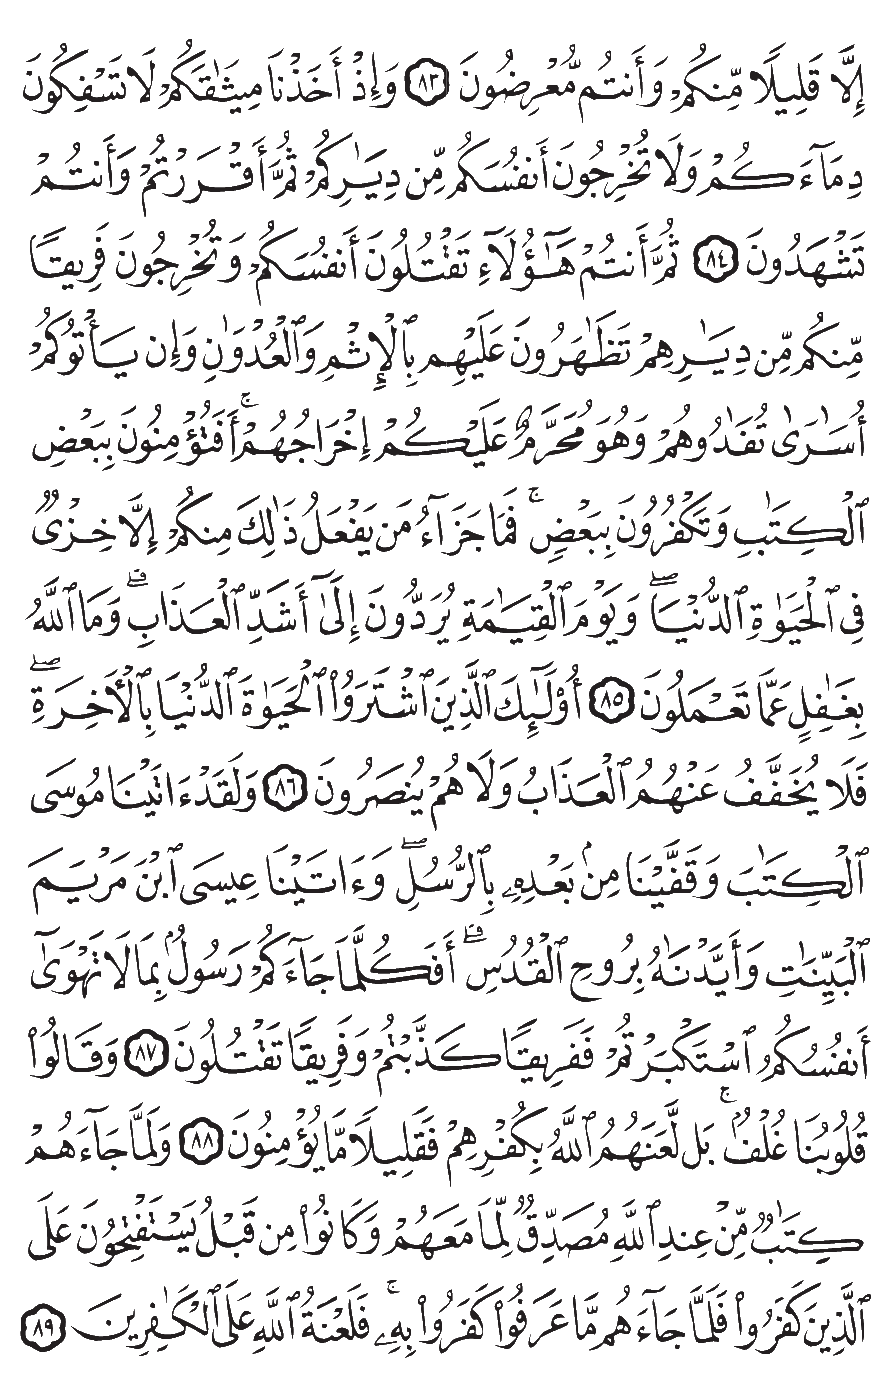 إِلَّا قَلِيلًا مِّنكُمْ وَأَنتُم مُّعْرِضُونَ ۝٨٣ وَإِذْ أَخَذْنَا مِيثَٰقَكُمْ لَا تَسْفِكُونَ
دِمَآءَكُمْ وَلَا تُخْرِجُونَ أَنفُسَكُم مِّن دِيَٰرِكُمْ ثُمَّ أَقْرَرْتُمْ وَأَنتُمْ
تَشْهَدُونَ ۝٨٤ ثُمَّ أَنتُمْ هَٰٓؤُلَآءِ تَقْتُلُونَ أَنفُسَكُمْ وَتُخْرِجُونَ فَرِيقًا
مِّنكُم مِّن دِيَٰرِهِمْ تَظَٰهَرُونَ عَلَيْهِم بِٱلْإِثْمِ وَٱلْعُدْوَٰنِ وَإِن يَأْتُوكُمْ
أُسَٰرَىٰ تُفَٰدُوهُمْ وَهُوَ مُحَرَّمٌ عَلَيْكُمْ إِخْرَاجُهُمْۚ أَفَتُؤْمِنُونَ بِبَعْضِ
ٱلْكِتَٰبِ وَتَكْفُرُونَ بِبَعْضٍۚ فَمَا جَزَآءُ مَن يَفْعَلُ ذَٰلِكَ مِنكُمْ إِلَّا خِزْىٌ
فِى ٱلْحَيَوٰةِ ٱلدُّنْيَاۖ وَيَوْمَ ٱلْقِيَٰمَةِ يُرَدُّونَ إِلَىٰٓ أَشَدِّ ٱلْعَذَابِۗ وَمَا ٱللَّهُ
بِغَٰفِلٍ عَمَّا تَعْمَلُونَ ۝٨٥ أُو۟لَٰٓئِكَ ٱلَّذِينَ ٱشْتَرَوُا۟ ٱلْحَيَوٰةَ ٱلدُّنْيَا بِٱلْءَاخِرَةِۖ
فَلَا يُخَفَّفُ عَنْهُمُ ٱلْعَذَابُ وَلَا هُمْ يُنصَرُونَ ۝٨٦ وَلَقَدْ ءَاتَيْنَا مُوسَى
ٱلْكِتَٰبَ وَقَفَّيْنَا مِنۢ بَعْدِهِۦ بِٱلرُّسُلِۖ وَءَاتَيْنَا عِيسَى ٱبْنَ مَرْيَمَ
ٱلْبَيِّنَٰتِ وَأَيَّدْنَٰهُ بِرُوحِ ٱلْقُدُسِۗ أَفَكُلَّمَا جَآءَكُمْ رَسُولٌۢ بِمَا لَا تَهْوَىٰٓ
أَنفُسُكُمُ ٱسْتَكْبَرْتُمْ فَفَرِيقًا كَذَّبْتُمْ وَفَرِيقًا تَقْتُلُونَ ۝٨٧ وَقَالُوا۟
قُلُوبُنَا غُلْفٌۢۚ بَل لَّعَنَهُمُ ٱللَّهُ بِكُفْرِهِمْ فَقَلِيلًا مَّا يُؤْمِنُونَ ۝٨٨ وَلَمَّا جَآءَهُمْ
كِتَٰبٌ مِّنْ عِندِ ٱللَّهِ مُصَدِّقٌ لِّمَا مَعَهُمْ وَكَانُوا۟ مِن قَبْلُ يَسْتَفْتِحُونَ عَلَى
ٱلَّذِينَ كَفَرُوا۟ فَلَمَّا جَآءَهُم مَّا عَرَفُوا۟ كَفَرُوا۟ بِهِۦۚ فَلَعْنَةُ ٱللَّهِ عَلَى ٱلْكَٰفِرِينَ ۝٨٩